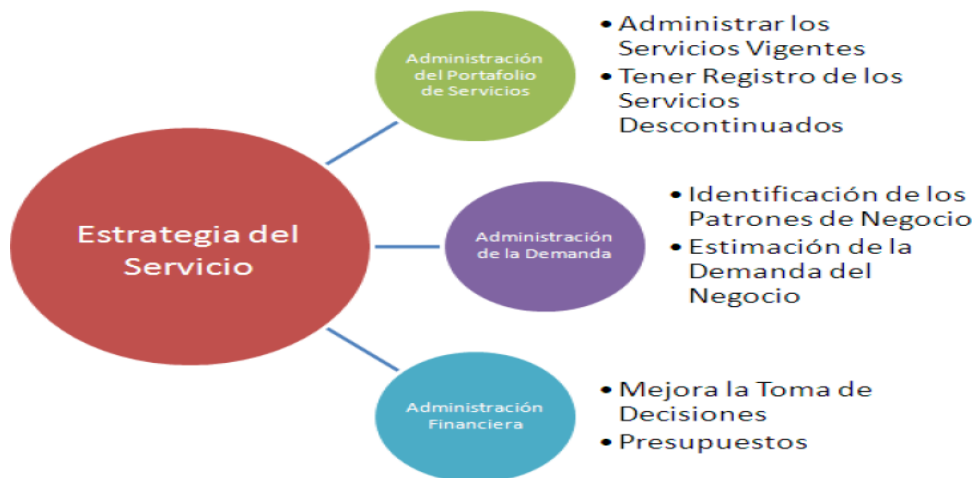 Estrategia del
Servicio
Administración
del Portafolio
de Servicios
• Administrar los
Servicios Vigentes
• Tener Registro de los
Servicios
Descontinuados
Administración
de la Demanda
• Identificación de los
Patrones de Negocio
• Estimación de la
Demanda del
Negocio
Administración
Financiera
• Mejora la Toma de
Decisiones
• Presupuestos